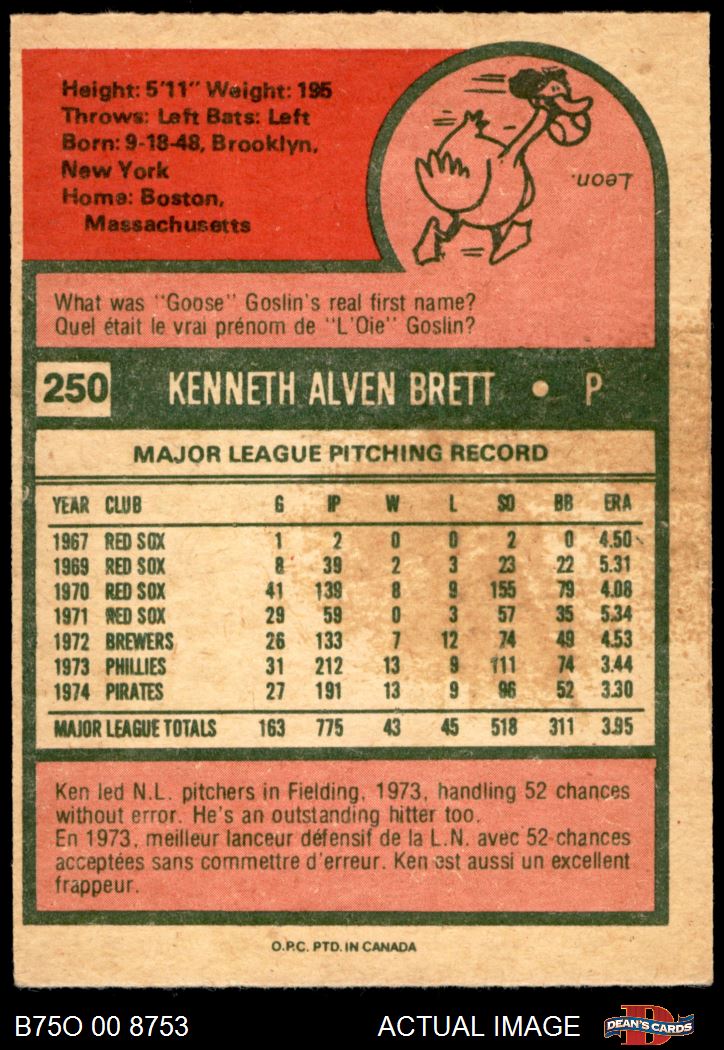 Height: 5'11" Weight: 195
Throws: Left Bats: Left
Born: 9-18-48, Brooklyn,
New York
Home: Boston,
Massachusetts
Leon.
What was "Goose" Goslin's real first name?
Quel était le vrai prénom de "L'Oie" Goslin?
250 KENNETH ALVEN BRETT • P
MAJOR LEAGUE PITCHING RECORD
YEAR CLUB G IP W L SO BB ERA
1967 RED SOX 1 2 0 0 2 0 4.50
1969 RED SOX 8 39 2 3 23 22 5.31
1970 RED SOX 41 139 8 9 155 79 4.08
1971 RED SOX 29 59 0 3 57 35 5.34
1972 BREWERS 26 133 7 12 74 49 4.53
1973 PHILLIES 31 212 13 9 111 74 3.44
1974 PIRATES 27 191 13 9 96 52 3.30
MAJOR LEAGUE TOTALS 163 775 43 45 518 311 3.95
Ken led N.L. pitchers in Fielding, 1973, handling 52 chances
without error. He's an outstanding hitter too.
En 1973, meilleur lanceur défensif de la L.N. avec 52 chances
acceptées sans commettre d'erreur. Ken est aussi un excellent
frappeur.
O.P.C. PTD. IN CANADA
B75O 00 8753 ACTUAL IMAGE DEAN'S CARDS